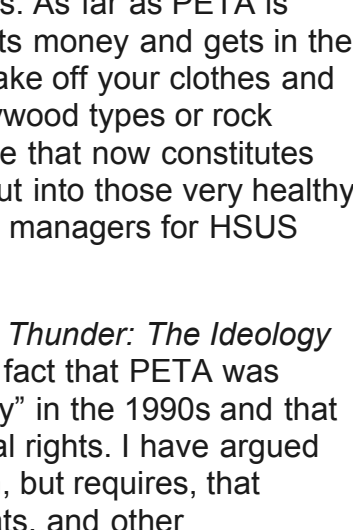 s. As far as PETA is
ts money and gets in the
ake off your clothes and
ywood types or rock
e that now constitutes
ut into those very healthy
managers for HSUS
Thunder: The Ideology
fact that PETA was
y” in the 1990s and that
al rights. I have argued
, but requires, that
ts, and other